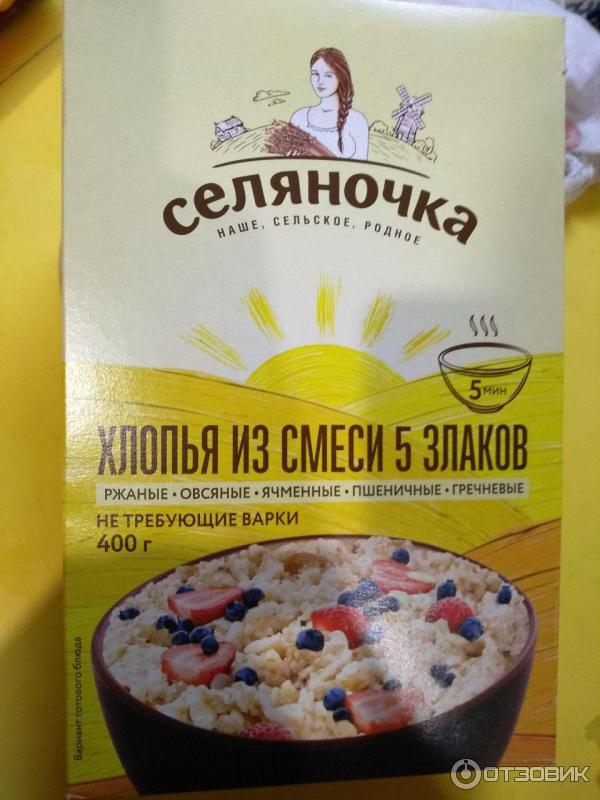 селяночка
НАШЕ, СЕЛЬСКОЕ, РОДНОЕ
5 МИН
ХЛОПЬЯ ИЗ СМЕСИ 5 ЗЛАКОВ
РЖАНЫЕ • ОВСЯНЫЕ • ЯЧМЕННЫЕ • ПШЕНИЧНЫЕ • ГРЕЧНЕВЫЕ
НЕ ТРЕБУЮЩИЕ ВАРКИ
400 г
Вариант готового блюда
ОТЗОВИК